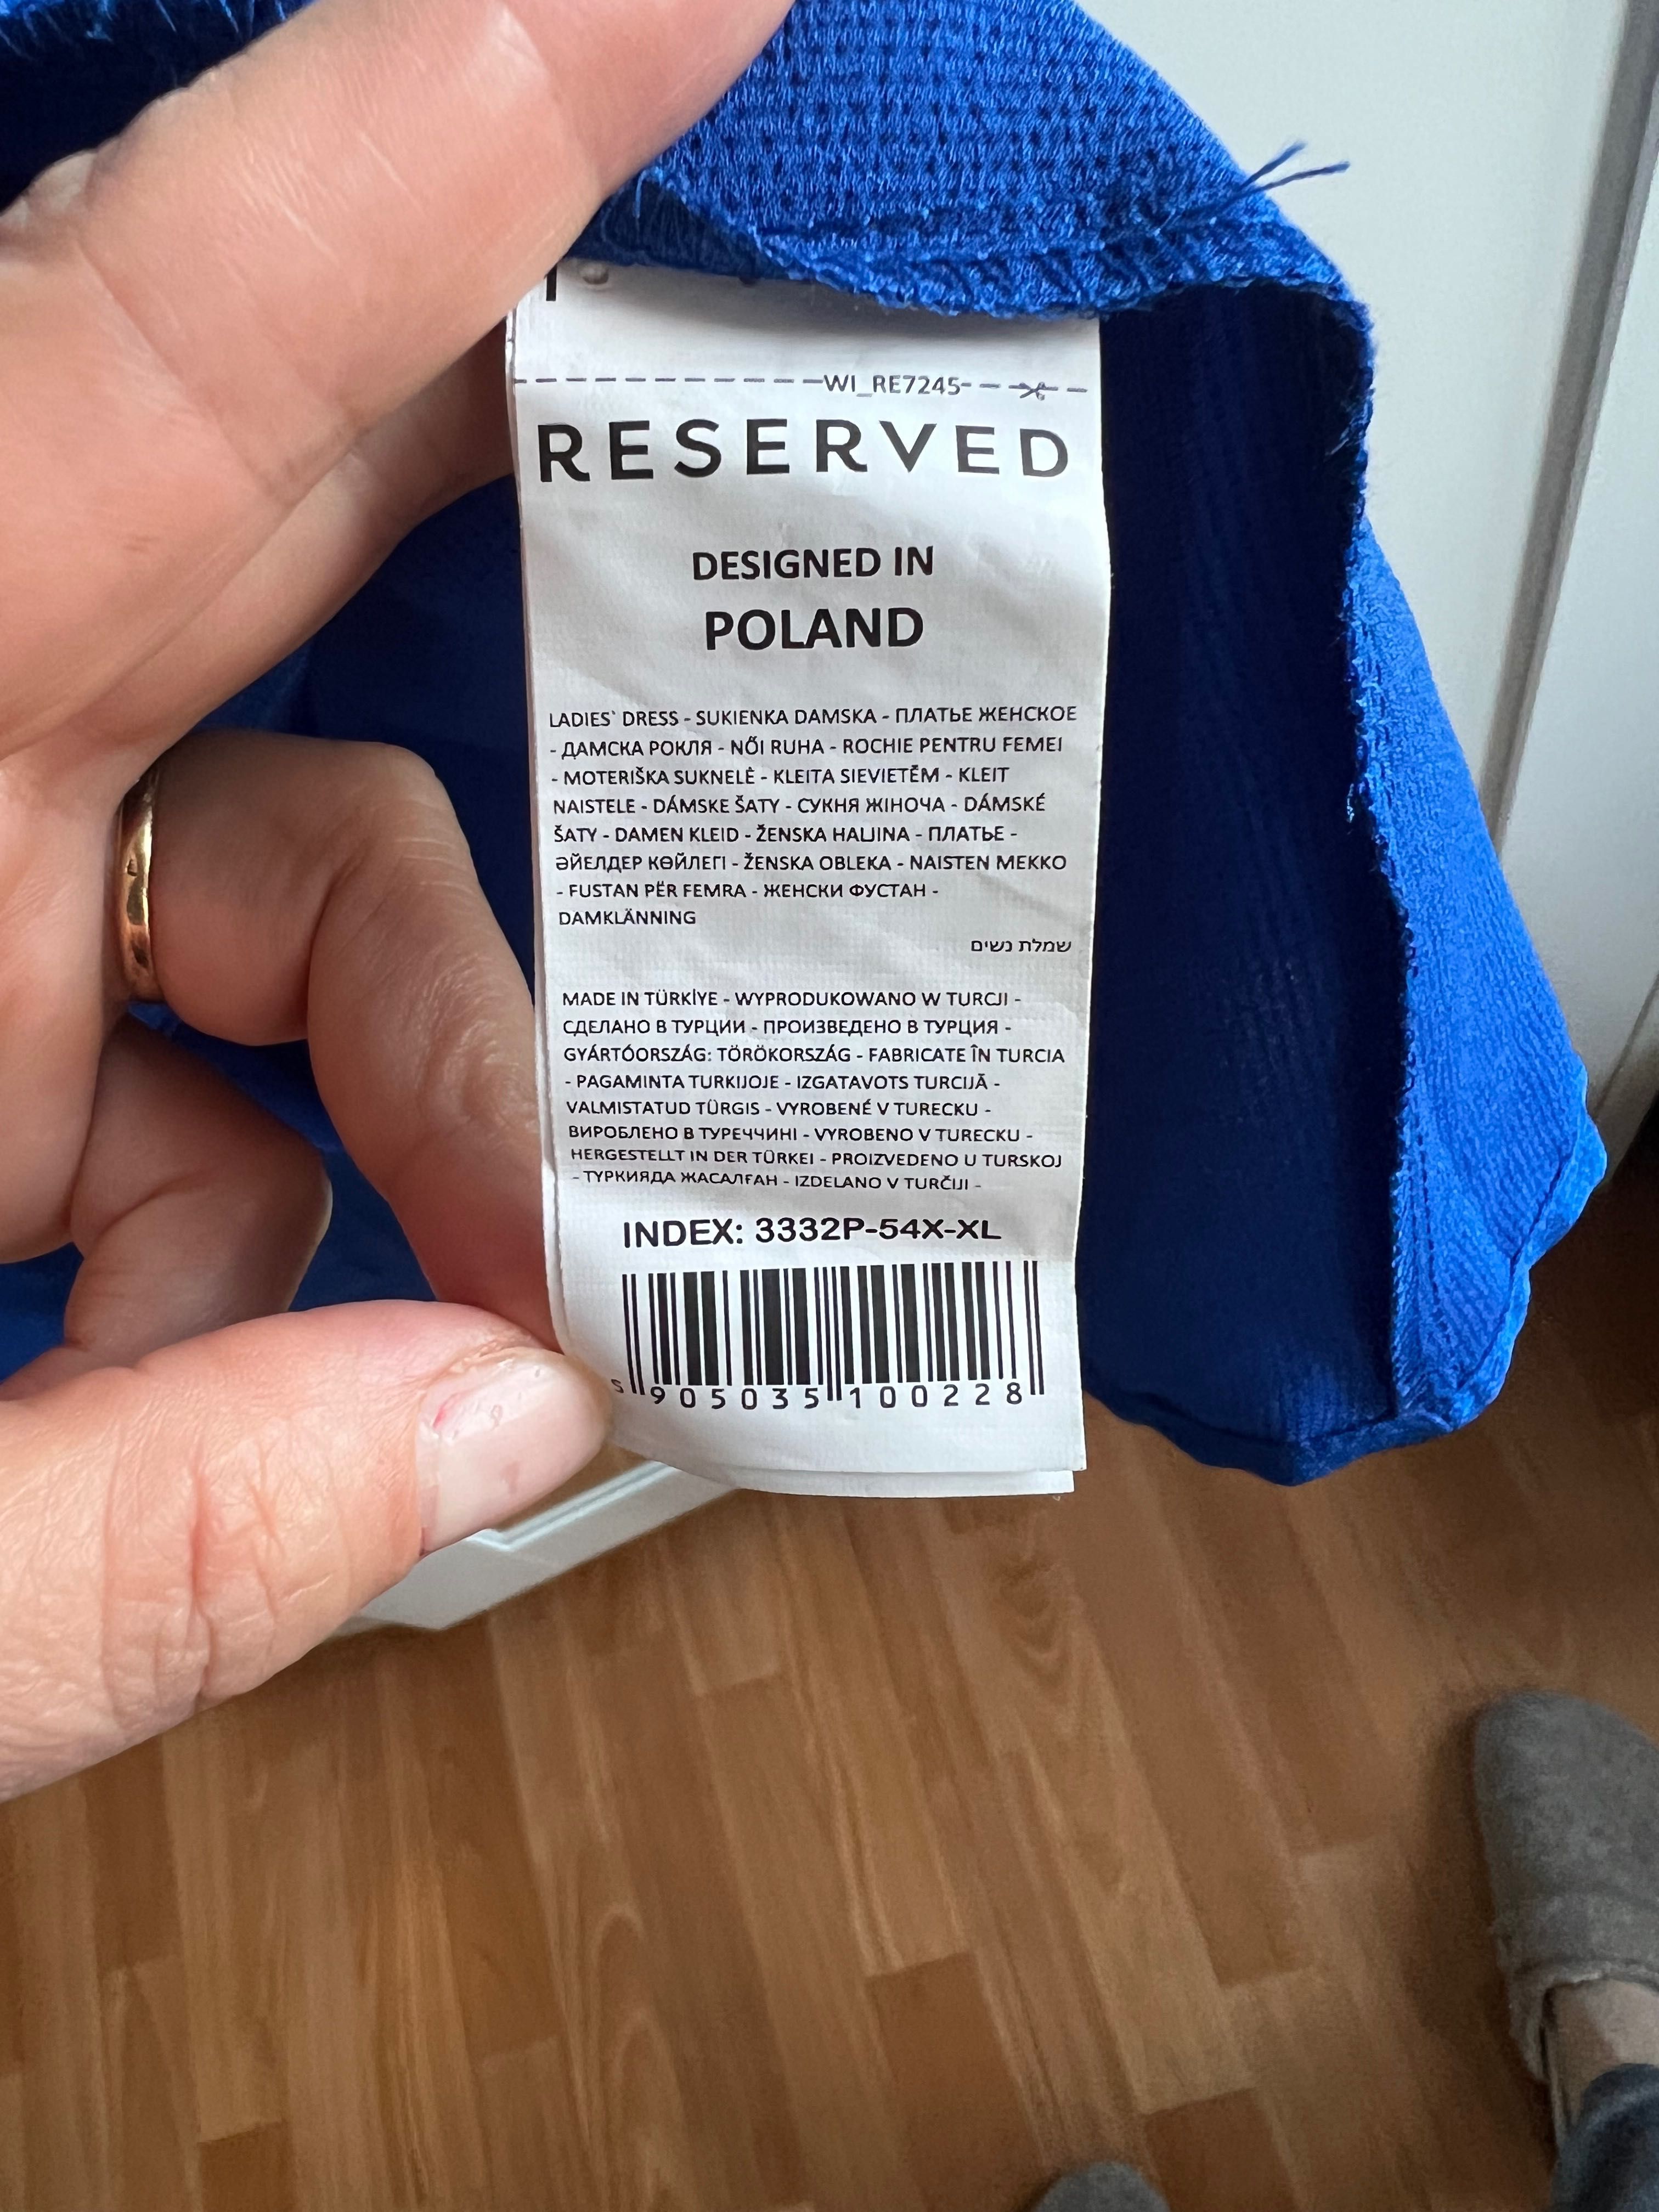 WI_RE7245
RESERVED
DESIGNED IN
POLAND
LADIES` DRESS - SUKIENKA DAMSKA - ПЛАТЬЕ ЖЕНСКОЕ
- ДАМСКА РОКЛЯ - NŐI RUHA - ROCHIE PENTRU FEMEI
- MOTERIŠKA SUKNELĖ - KLEITA SIEVIETĒM - KLEIT
NAISTELE - DÁMSKE ŠATY - СУКНЯ ЖІНОЧА - DÁMSKÉ
ŠATY - DAMEN KLEID - ŽENSKA HALJINA - ПЛАТЬЕ -
ӘЙЕЛДЕР КӨЙЛЕГІ - ŽENSKA OBLEKA - NAISTEN MEKKO
- FUSTAN PËR FEMRA - ЖЕНСКИ ФУСТАН -
DAMKLÄNNING
שמלת נשים
MADE IN TÜRKİYE - WYPRODUKOWANO W TURCJI -
СДЕЛАНО В ТУРЦИИ - ПРОИЗВЕДЕНО В ТУРЦИЯ -
GYÁRTÓORSZÁG: TÖRÖKORSZÁG - FABRICATE ÎN TURCIA
- PAGAMINTA TURKIJOJE - IZGATAVOTS TURCIJĀ -
VALMISTATUD TÜRGIS - VYROBENÉ V TURECKU -
ВИРОБЛЕНО В ТУРЕЧЧИНІ - VYROBENO V TURECKU -
HERGESTELLT IN DER TÜRKEI - PROIZVEDENO U TURSKOJ
- ТУРКИЯДА ЖАСАЛҒАН - IZDELANO V TURČIJI -
INDEX: 3332P-54X-XL
5 905035 100228